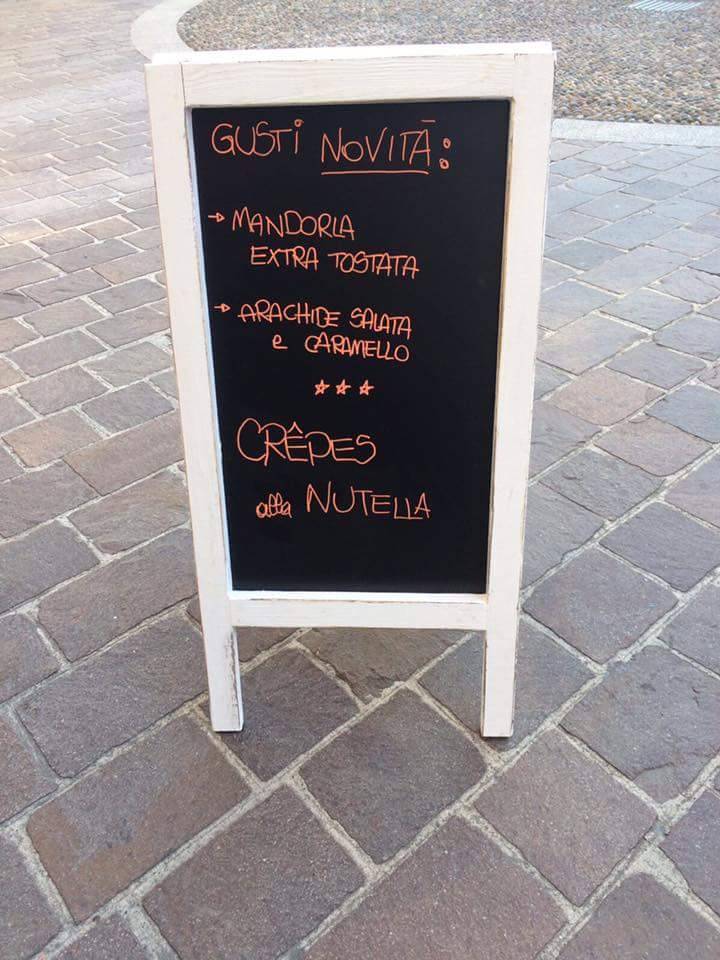 GUSTI NOVITÀ:
→ MANDORLA
EXTRA TOSTATA
→ ARACHIDE SALATA
e CARAMELLO
☆☆☆
CRÊPES
alla NUTELLA